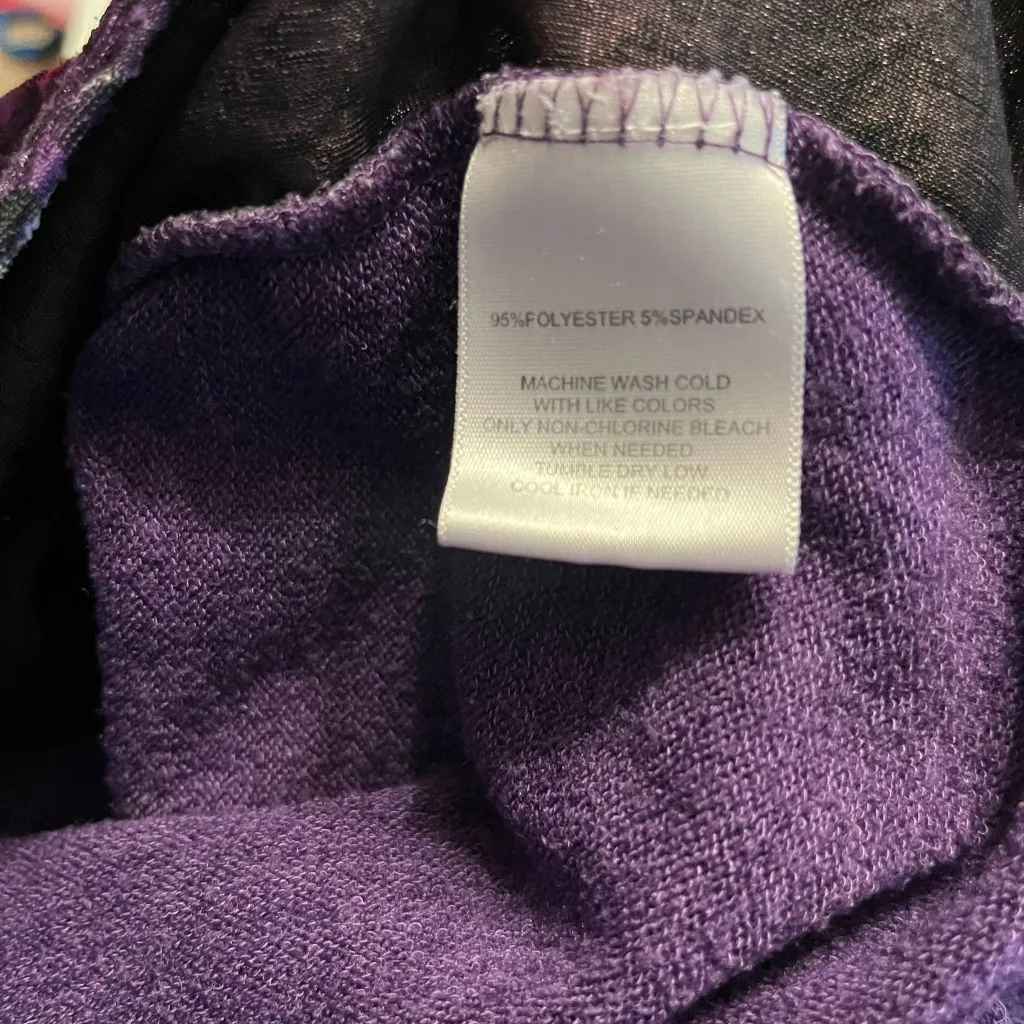 95%POLYESTER 5%SPANDEX
MACHINE WASH COLD
WITH LIKE COLORS
ONLY NON-CHLORINE BLEACH
WHEN NEEDED
TUMBLE DRY LOW
COOL IRON IF NEEDED